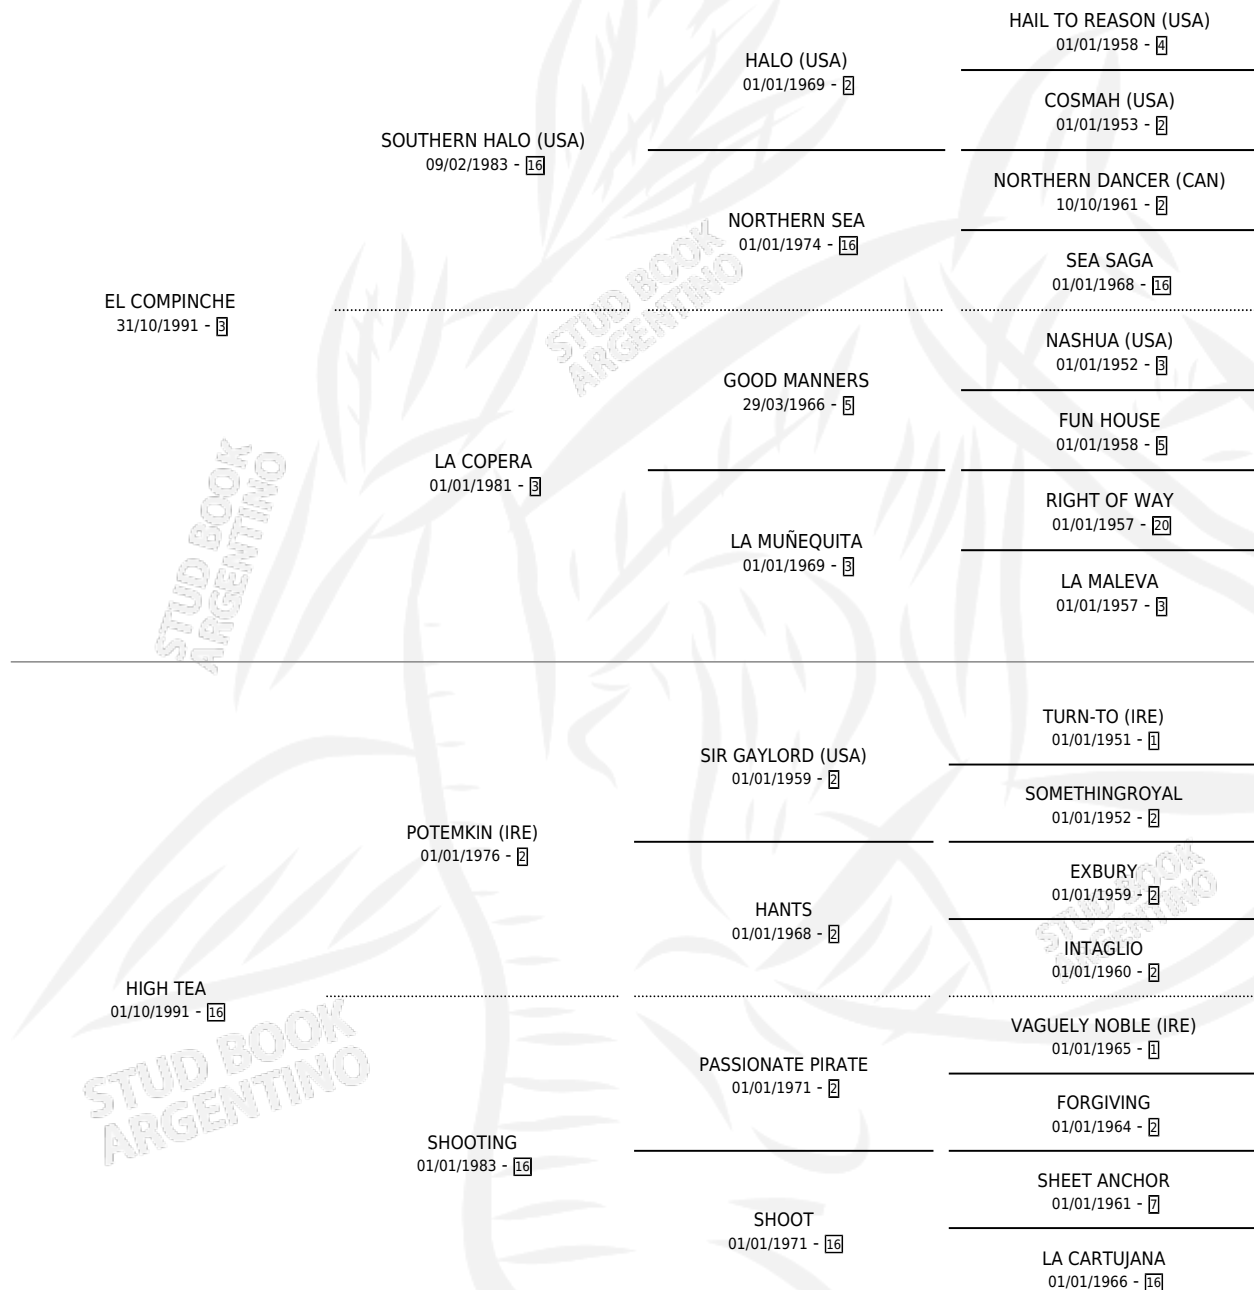 EL COMPINCHE
31/10/1991 - 3
SOUTHERN HALO (USA)
09/02/1983 - 16
LA COPERA
01/01/1981 - 3
HALO (USA)
01/01/1969 - 2
NORTHERN SEA
01/01/1974 - 16
GOOD MANNERS
29/03/1966 - 5
LA MUÑEQUITA
01/01/1969 - 3
HAIL TO REASON (USA)
01/01/1958 - 4
COSMAH (USA)
01/01/1953 - 2
NORTHERN DANCER (CAN)
10/10/1961 - 2
SEA SAGA
01/01/1968 - 16
NASHUA (USA)
01/01/1952 - 3
FUN HOUSE
01/01/1958 - 5
RIGHT OF WAY
01/01/1957 - 20
LA MALEVA
01/01/1957 - 3
HIGH TEA
01/10/1991 - 16
POTEMKIN (IRE)
01/01/1976 - 2
SHOOTING
01/01/1983 - 16
SIR GAYLORD (USA)
01/01/1959 - 2
HANTS
01/01/1968 - 2
PASSIONATE PIRATE
01/01/1971 - 2
SHOOT
01/01/1971 - 16
TURN-TO (IRE)
01/01/1951 - 1
SOMETHINGROYAL
01/01/1952 - 2
EXBURY
01/01/1959 - 2
INTAGLIO
01/01/1960 - 2
VAGUELY NOBLE (IRE)
01/01/1965 - 1
FORGIVING
01/01/1964 - 2
SHEET ANCHOR
01/01/1961 - 7
LA CARTUJANA
01/01/1966 - 16
STUD BOOK
ARGENTINO
STUD BOOK
ARGENTINO
STUD BOOK
ARGENTINO
STUD BOOK
ARGENTINO